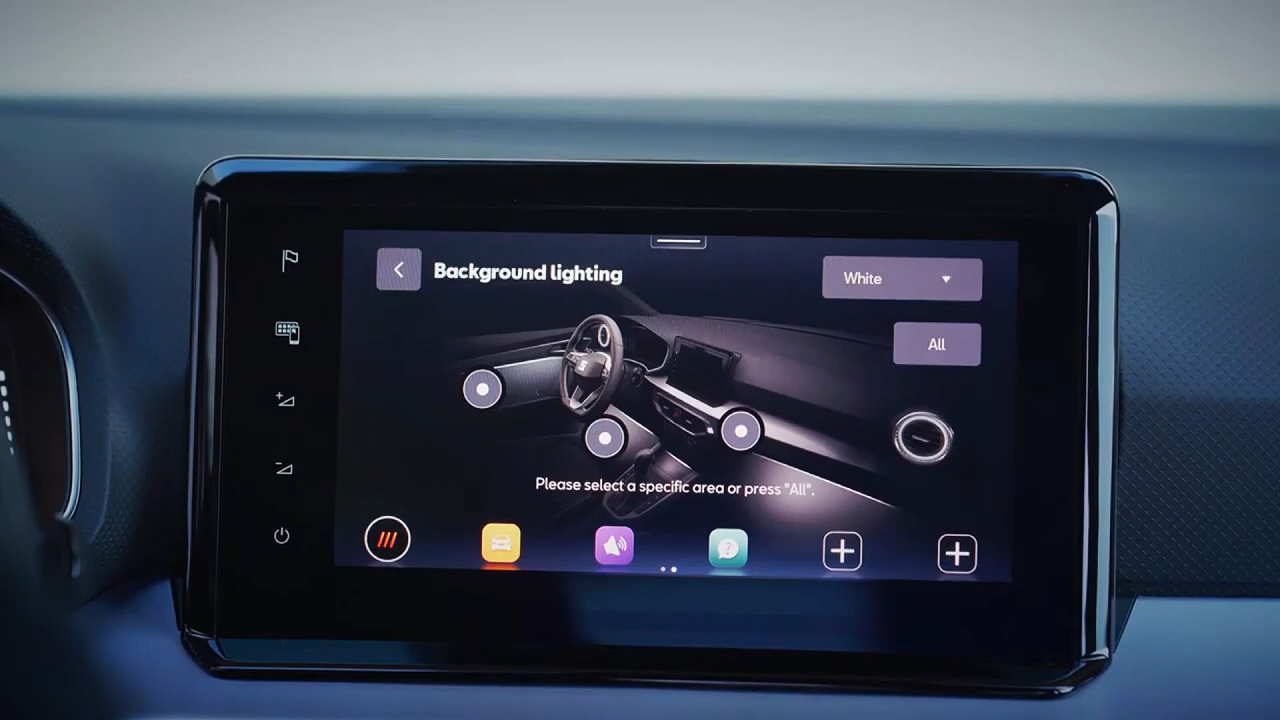 Background lighting
White
All
Please select a specific area or press "All".